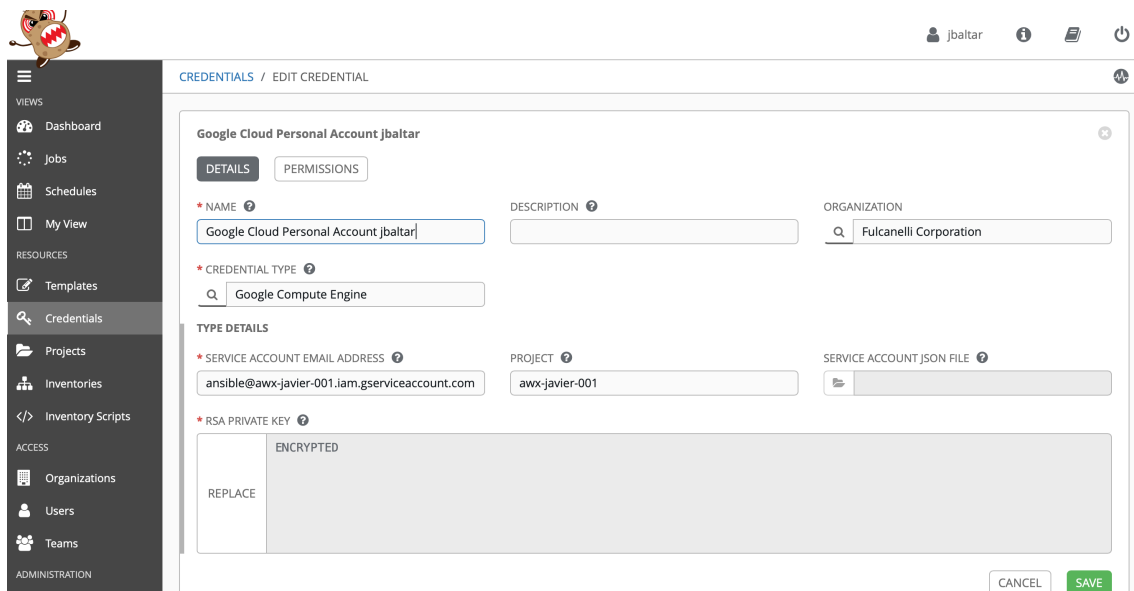 jbaltar
CREDENTIALS / EDIT CREDENTIAL
VIEWS
Dashboard
Jobs
Schedules
My View
RESOURCES
Templates
Credentials
Projects
Inventories
Inventory Scripts
ACCESS
Organizations
Users
Teams
ADMINISTRATION
Google Cloud Personal Account jbaltar
DETAILS PERMISSIONS
* NAME DESCRIPTION ORGANIZATION
Google Cloud Personal Account jbaltar Fulcanelli Corporation
* CREDENTIAL TYPE
Google Compute Engine
TYPE DETAILS
* SERVICE ACCOUNT EMAIL ADDRESS PROJECT SERVICE ACCOUNT JSON FILE
ansible@awx-javier-001.iam.gserviceaccount.com awx-javier-001
* RSA PRIVATE KEY
ENCRYPTED
REPLACE
CANCEL SAVE